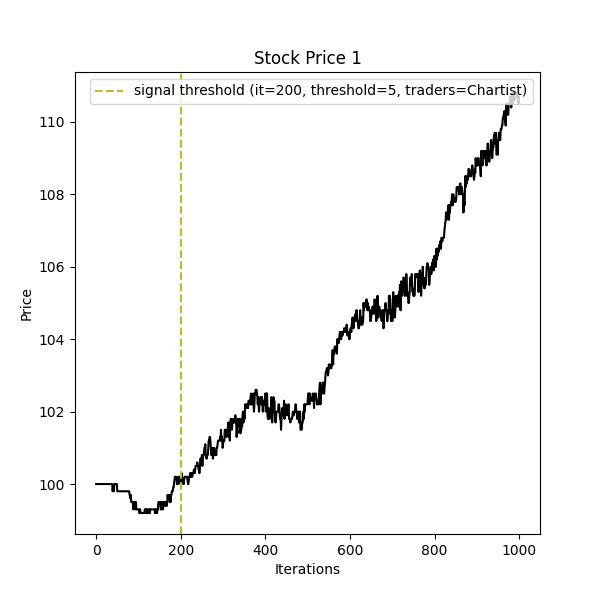 Stock Price 1
signal threshold (it=200, threshold=5, traders=Chartist)
110
108
106
104
102
100
Price
0 200 400 600 800 1000
Iterations